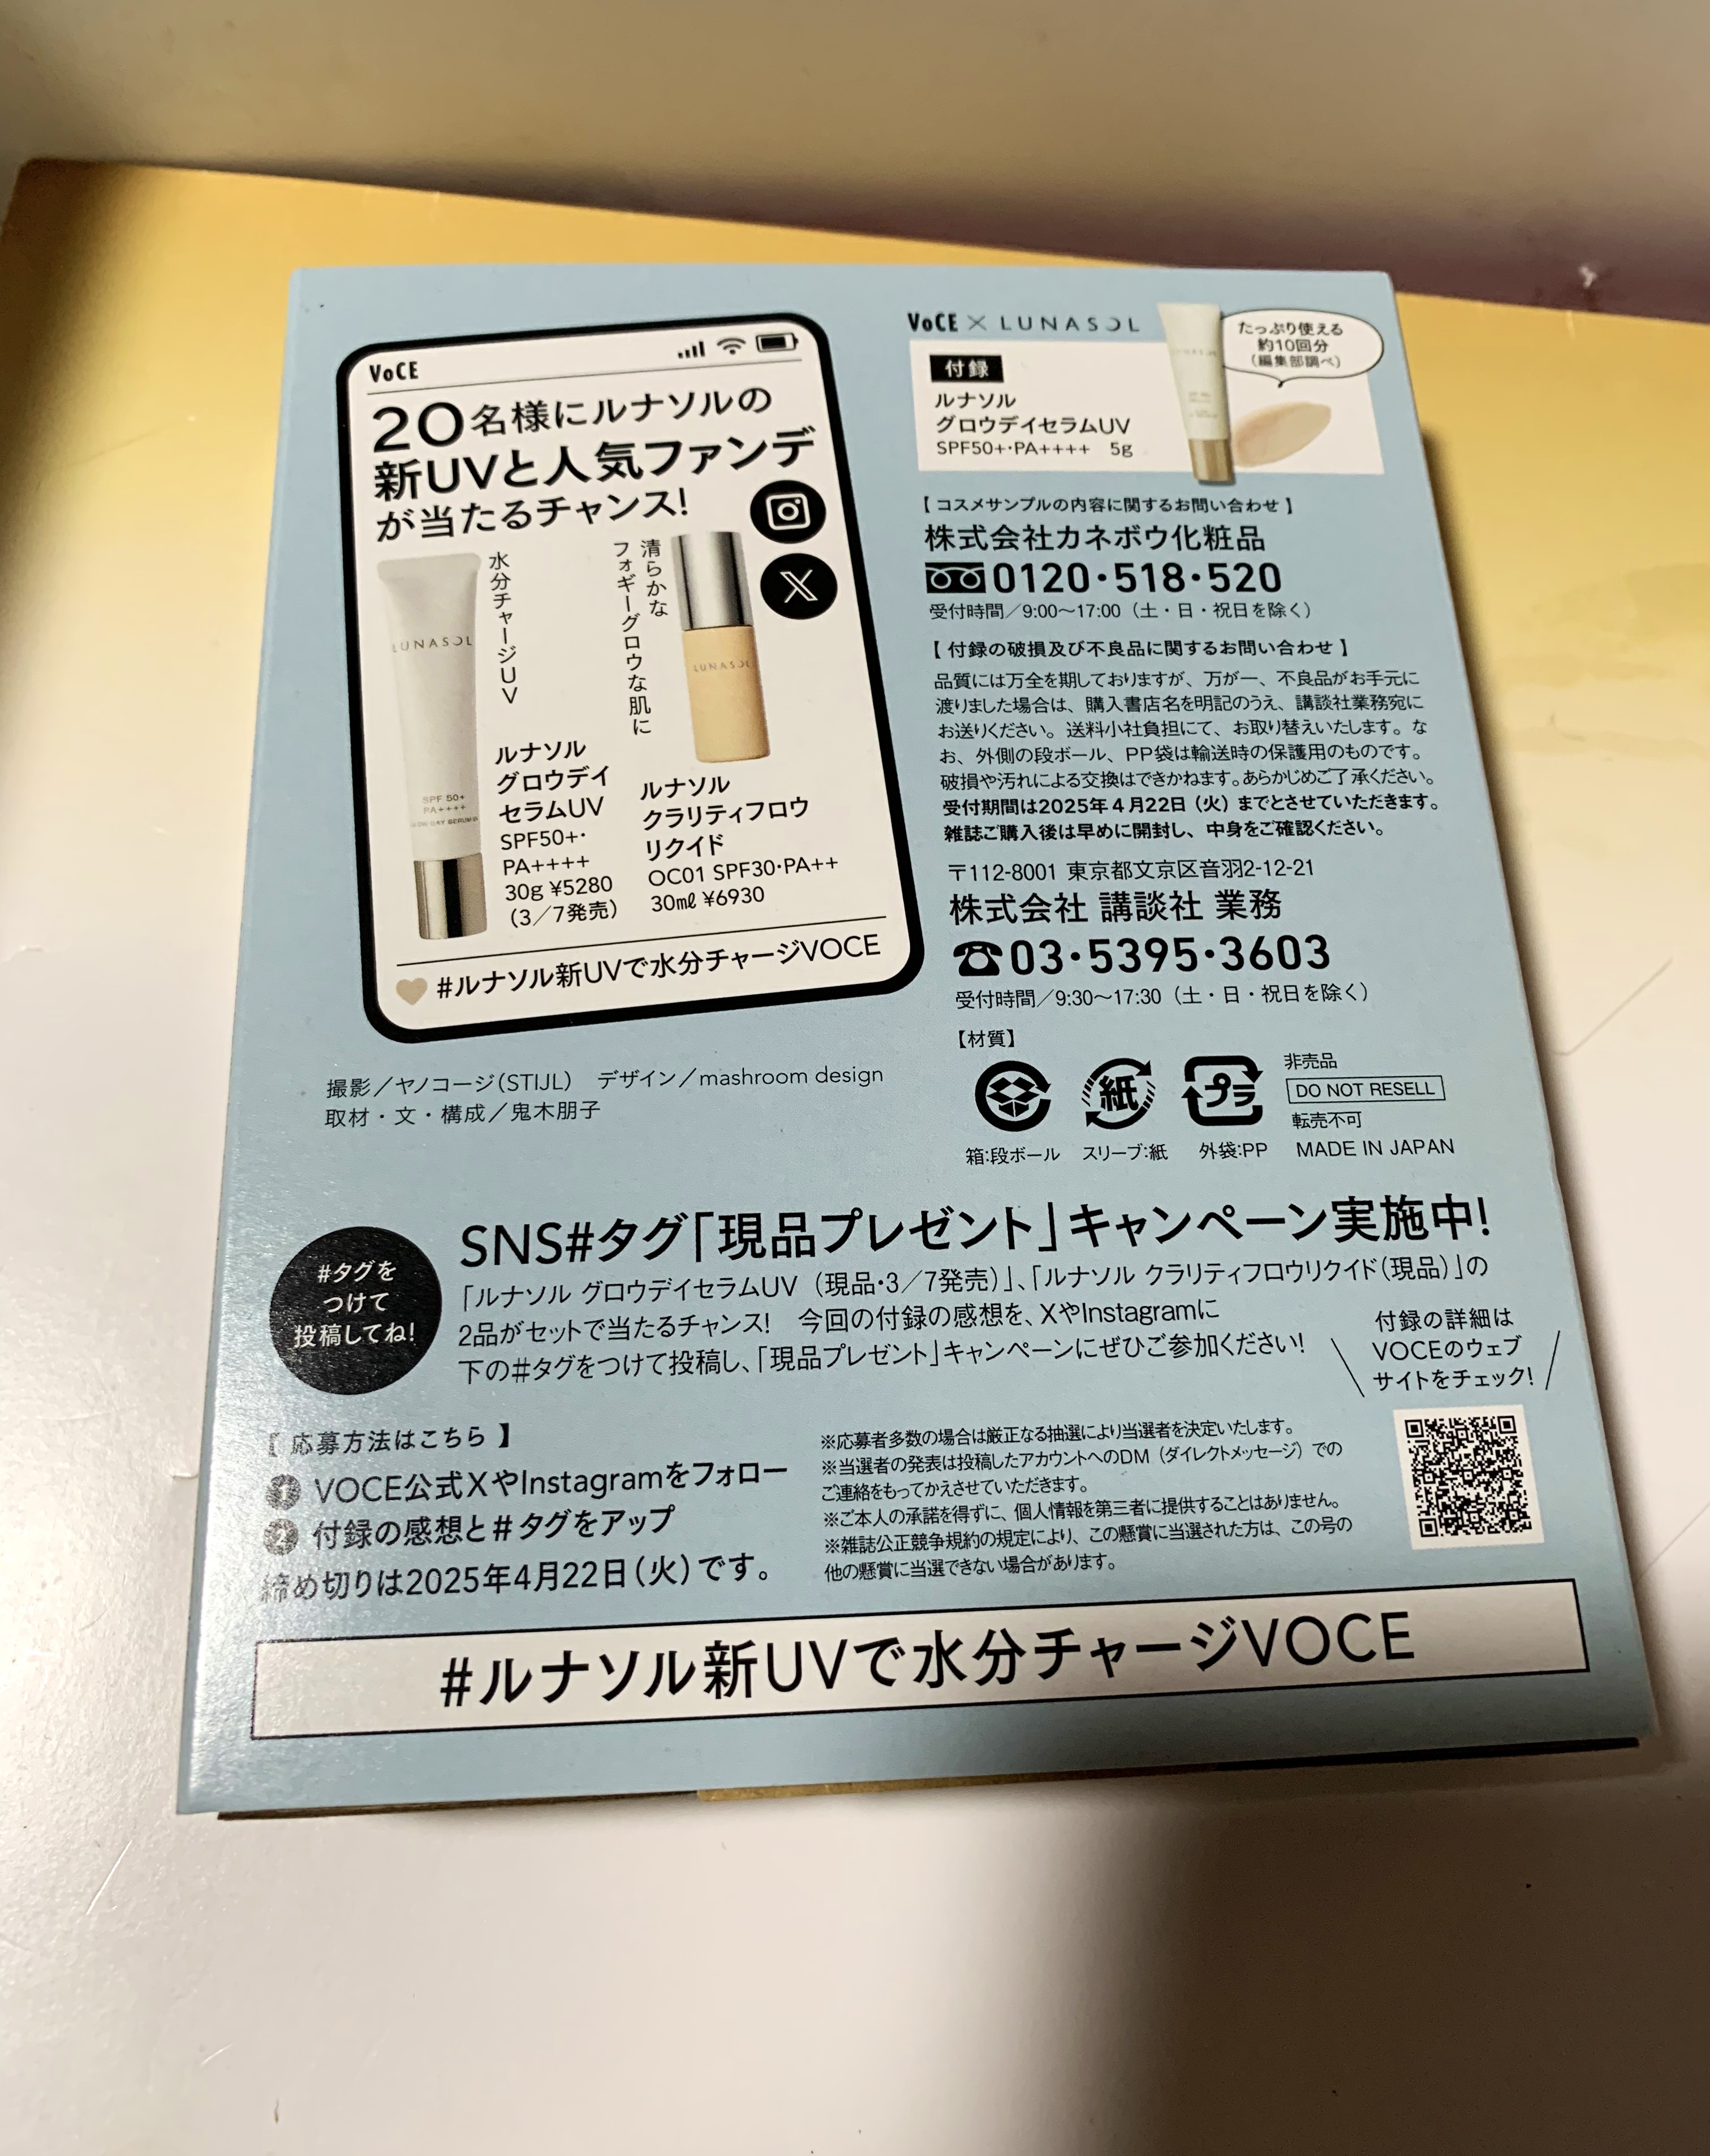 VoCE
20名様にルナソルの
新UVと人気ファンデ
が当たるチャンス!
水分チャージUV
清らかな
フォギーグロウな肌に
LUNASOL
SPF 50+
PA++++
LUNASOL
ルナソル
グロウデイ
セラムUV
SPF50+・
PA++++
30g ¥5280
(3/7発売)
ルナソル
クラリティフロウ
リクイド
OC01 SPF30・PA++
30mℓ ¥6930
#ルナソル新UVで水分チャージVOCE
撮影/ヤノコージ(STIJL) デザイン/mashroom design
取材・文・構成/鬼木朋子
VoCE × LUNASOL
付録
ルナソル
グロウデイセラムUV
SPF50+・PA++++ 5g
たっぷり使える
約10回分
(編集部調べ)
【 コスメサンプルの内容に関するお問い合わせ 】
株式会社カネボウ化粧品
0120・518・520
受付時間/9:00〜17:00(土・日・祝日を除く)
【 付録の破損及び不良品に関するお問い合わせ 】
品質には万全を期しておりますが、万が一、不良品がお手元に
渡りました場合は、購入書店名を明記のうえ、講談社業務宛に
お送りください。送料小社負担にて、お取り替えいたします。な
お、外側の段ボール、PP袋は輸送時の保護用のものです。
破損や汚れによる交換はできかねます。あらかじめご了承ください。
受付期間は2025年4月22日(火)までとさせていただきます。
雑誌ご購入後は早めに開封し、中身をご確認ください。
〒112-8001 東京都文京区音羽2-12-21
株式会社 講談社 業務
☎03・5395・3603
受付時間/9:30〜17:30(土・日・祝日を除く)
【材質】
紙
プラ
箱:段ボール スリーブ:紙 外袋:PP
非売品
DO NOT RESELL
転売不可
MADE IN JAPAN
#タグを
つけて
投稿してね!
SNS#タグ「現品プレゼント」キャンペーン実施中!
「ルナソル グロウデイセラムUV(現品・3/7発売)」、「ルナソル クラリティフロウリクイド(現品)」の
2品がセットで当たるチャンス! 今回の付録の感想を、XやInstagramに
下の#タグをつけて投稿し、「現品プレゼント」キャンペーンにぜひご参加ください!
付録の詳細は
VOCEのウェブ
サイトをチェック!
【 応募方法はこちら 】
1 VOCE公式XやInstagramをフォロー
2 付録の感想と#タグをアップ
締め切りは2025年4月22日(火)です。
※応募者多数の場合は厳正なる抽選により当選者を決定いたします。
※当選者の発表は投稿したアカウントへのDM(ダイレクトメッセージ)での
ご連絡をもってかえさせていただきます。
※ご本人の承諾を得ずに、個人情報を第三者に提供することはありません。
※雑誌公正競争規約の規定により、この懸賞に当選された方は、この号の
他の懸賞に当選できない場合があります。
#ルナソル新UVで水分チャージVOCE